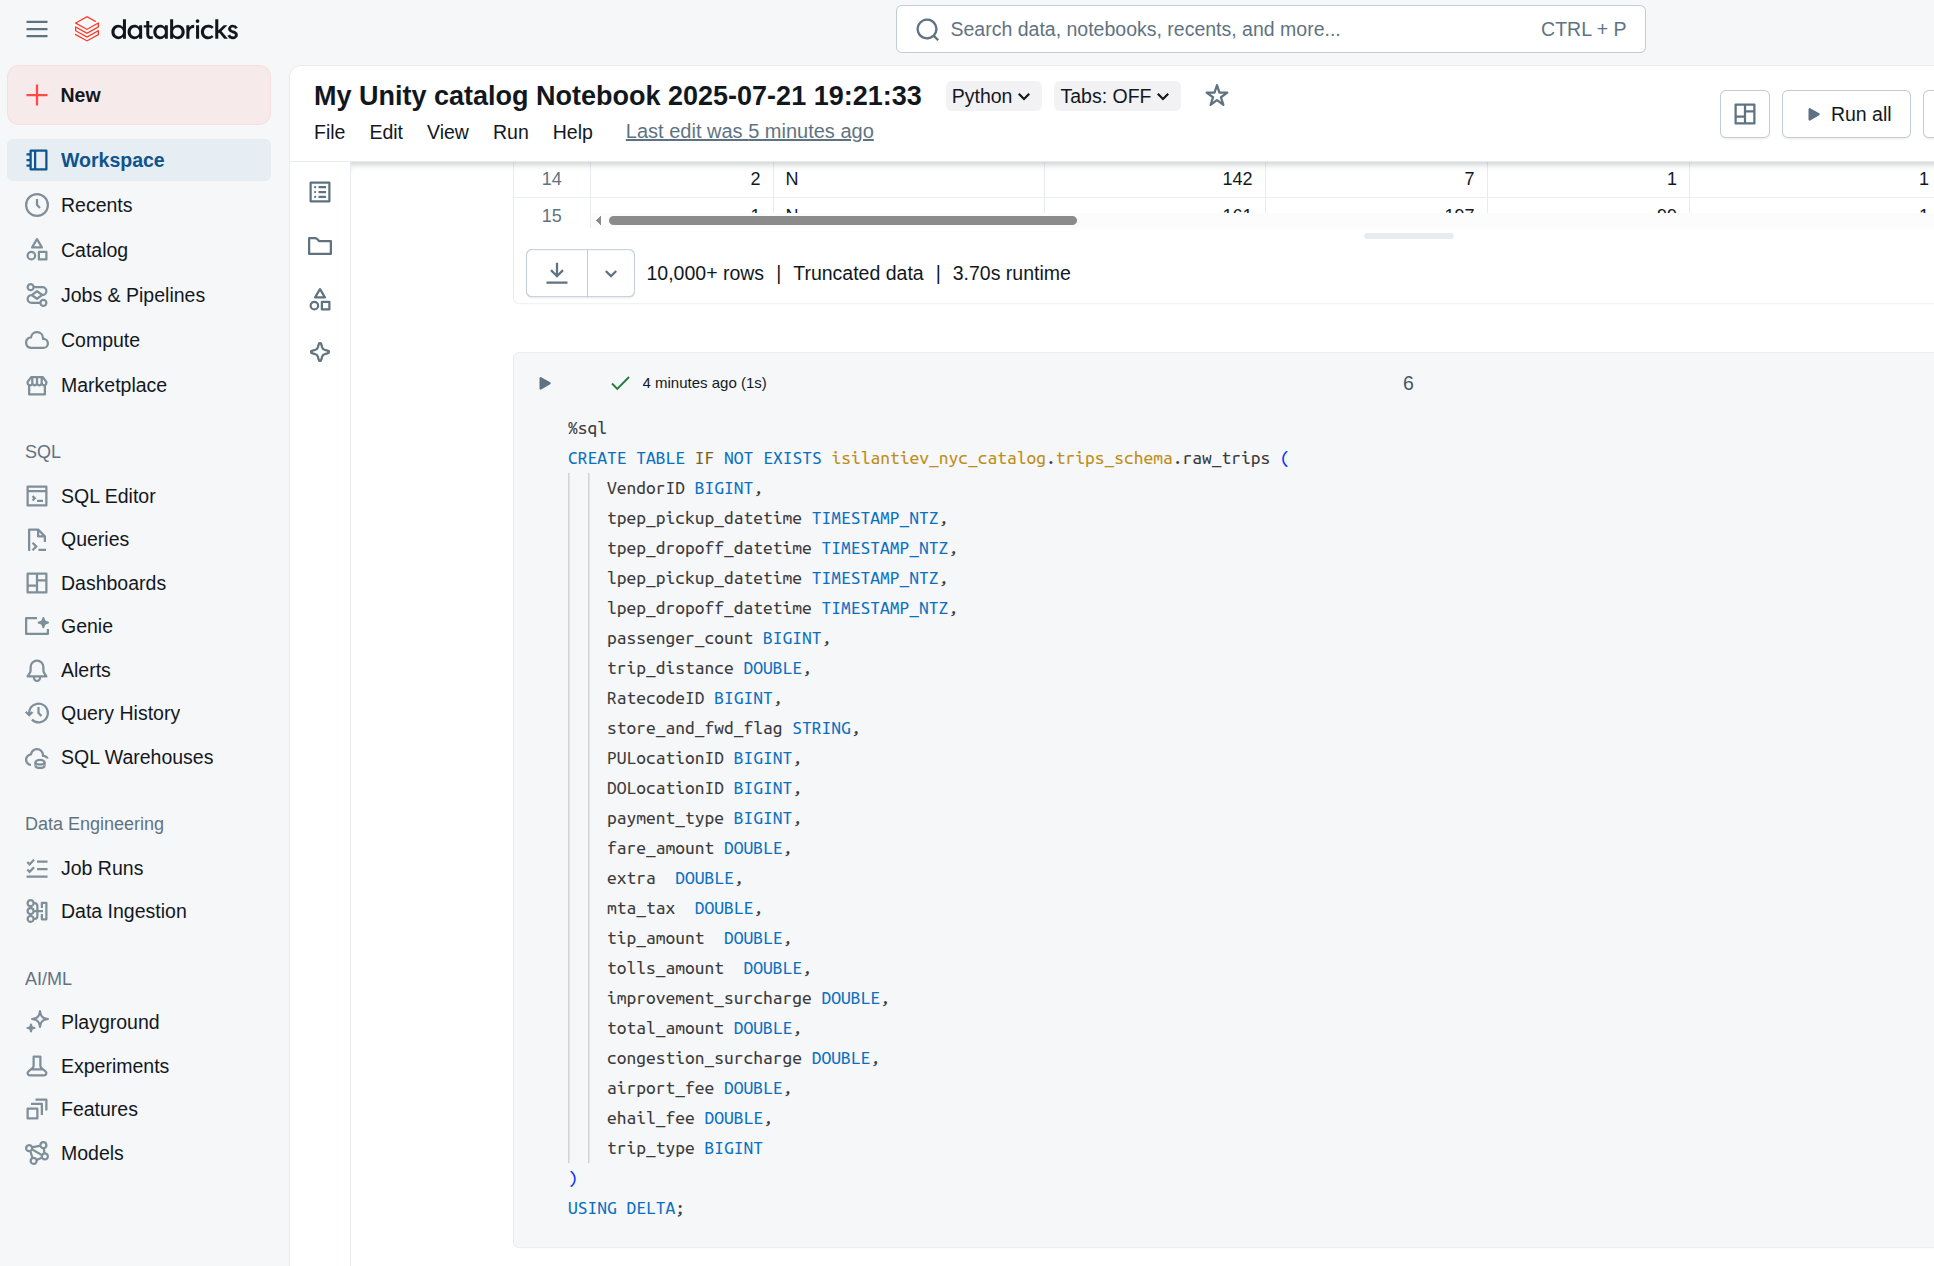 databricks
Search data, notebooks, recents, and more... CTRL + P
New
Workspace
Recents
Catalog
Jobs & Pipelines
Compute
Marketplace
SQL
SQL Editor
Queries
Dashboards
Genie
Alerts
Query History
SQL Warehouses
Data Engineering
Job Runs
Data Ingestion
AI/ML
Playground
Experiments
Features
Models
My Unity catalog Notebook 2025-07-21 19:21:33 Python Tabs: OFF
File Edit View Run Help Last edit was 5 minutes ago
Run all
14 2 N 142 7 1 1
15 1 N 161 197 99 1
10,000+ rows | Truncated data | 3.70s runtime
4 minutes ago (1s) 6
%sql
CREATE TABLE IF NOT EXISTS isilantiev_nyc_catalog.trips_schema.raw_trips (
VendorID BIGINT,
tpep_pickup_datetime TIMESTAMP_NTZ,
tpep_dropoff_datetime TIMESTAMP_NTZ,
lpep_pickup_datetime TIMESTAMP_NTZ,
lpep_dropoff_datetime TIMESTAMP_NTZ,
passenger_count BIGINT,
trip_distance DOUBLE,
RatecodeID BIGINT,
store_and_fwd_flag STRING,
PULocationID BIGINT,
DOLocationID BIGINT,
payment_type BIGINT,
fare_amount DOUBLE,
extra  DOUBLE,
mta_tax  DOUBLE,
tip_amount  DOUBLE,
tolls_amount  DOUBLE,
improvement_surcharge DOUBLE,
total_amount DOUBLE,
congestion_surcharge DOUBLE,
airport_fee DOUBLE,
ehail_fee DOUBLE,
trip_type BIGINT
)
USING DELTA;